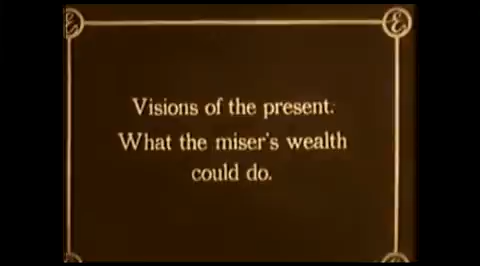 Visions of the present.
What the miser's wealth
could do.